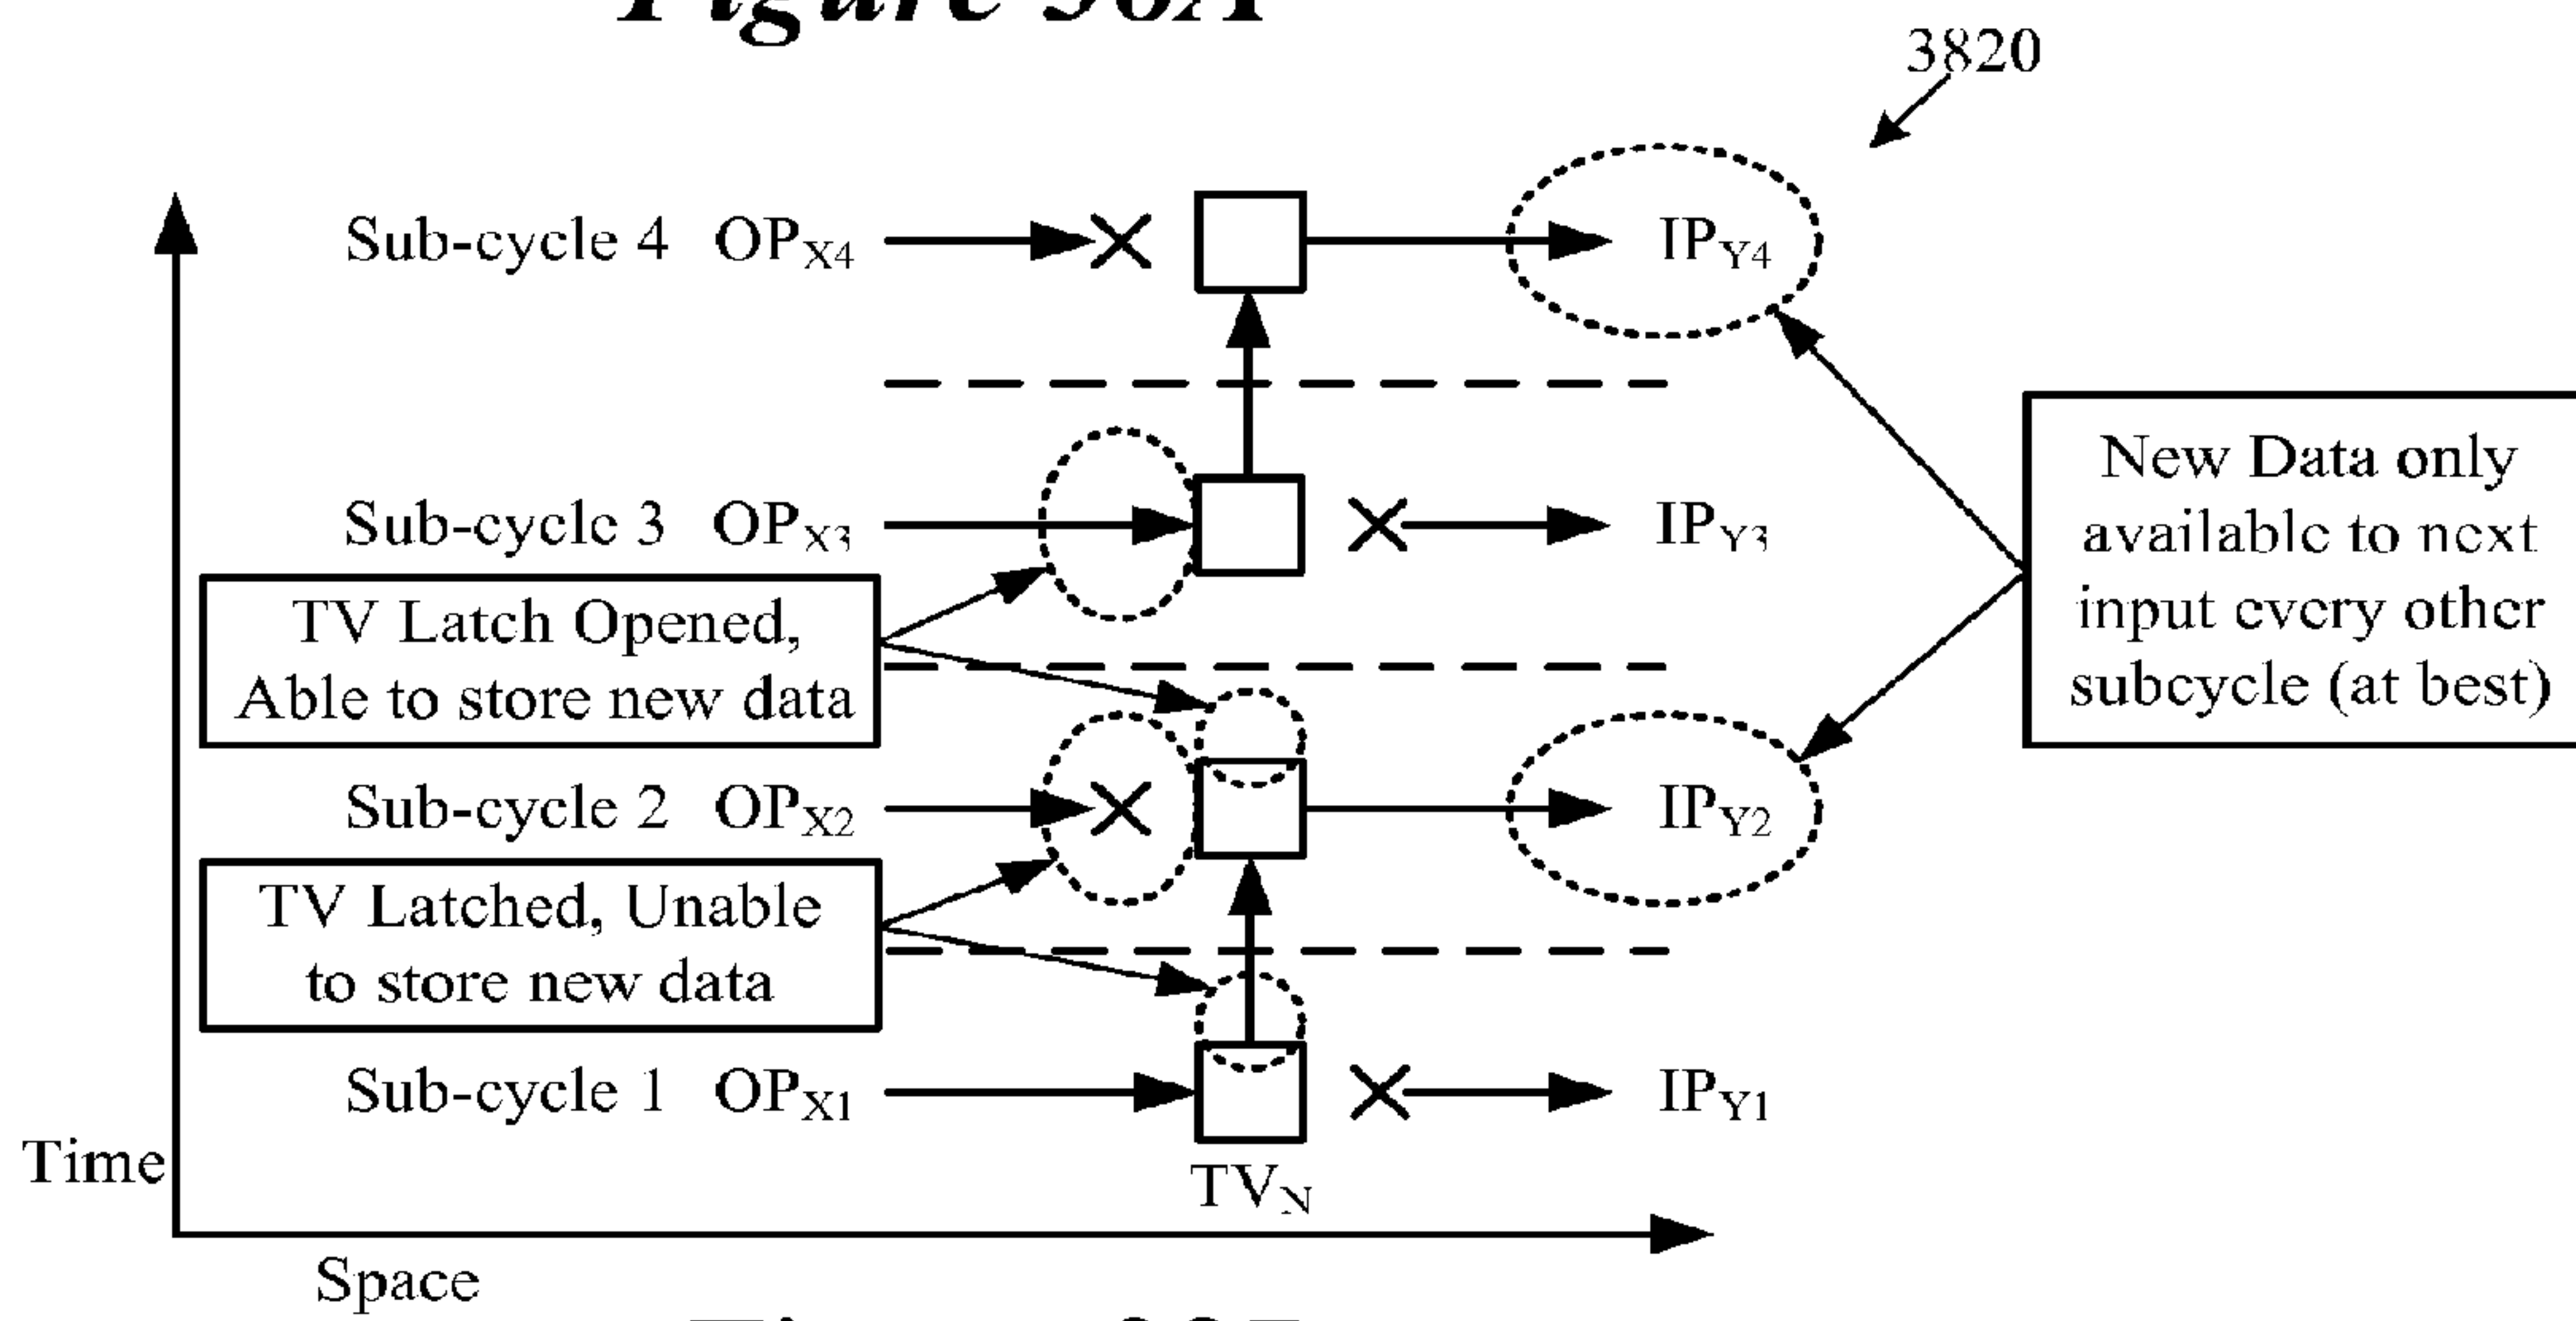 Figure 38A
3820
Sub-cycle 4 OPX4 IPY4
New Data only
available to next
input every other
subcycle (at best)
Sub-cycle 3 OPX3 IPY3
TV Latch Opened,
Able to store new data
Sub-cycle 2 OPX2 IPY2
TV Latched, Unable
to store new data
Sub-cycle 1 OPX1 IPY1
Time
TVN
Space